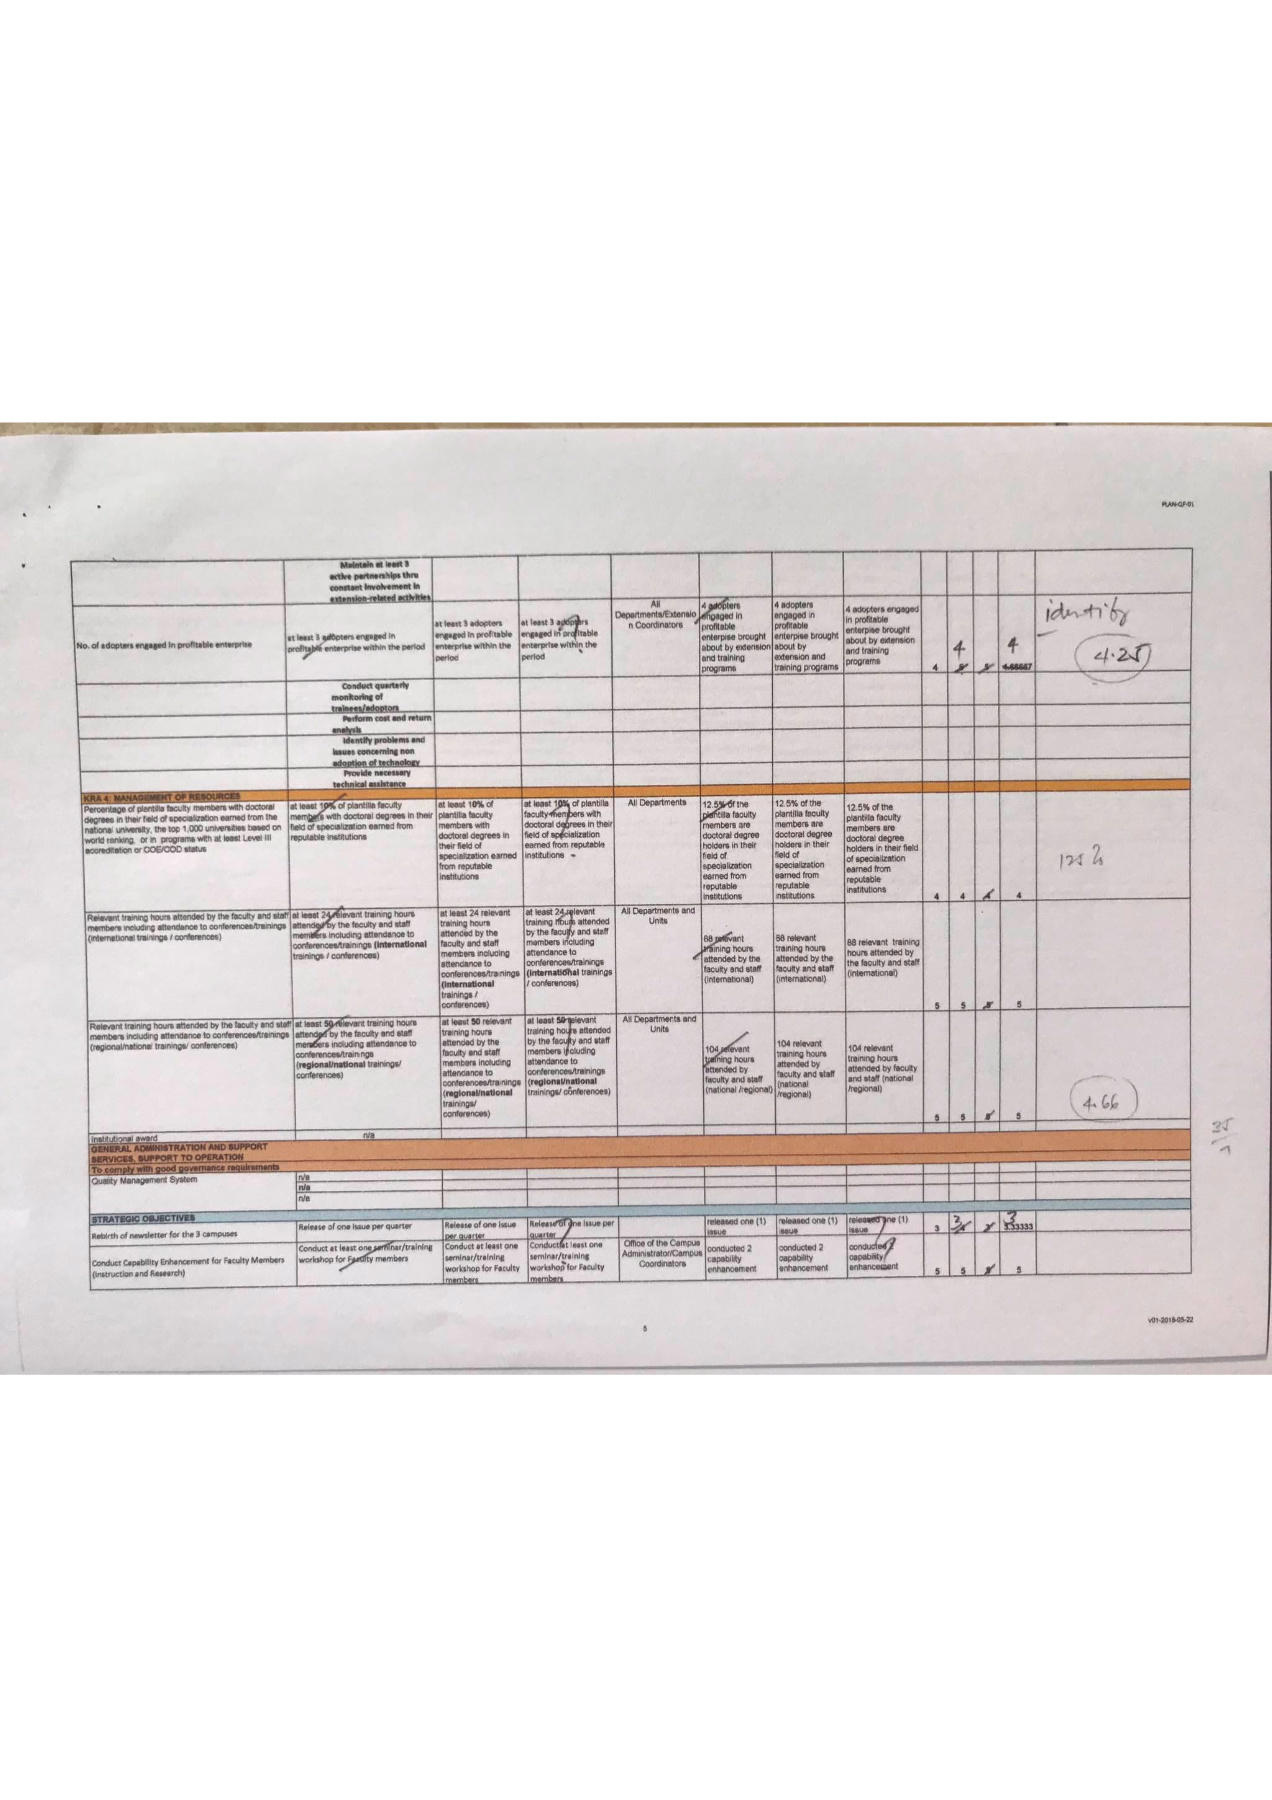 PLAN-QF-01
Maintain at least 3
active partnerships thru
constant involvement in
extension-related activities
No. of adopters engaged in profitable enterprise
at least 3 adopters engaged in
profitable enterprise within the period
at least 3 adopters
engaged in profitable
enterprise within the
period
at least 3 adopters
engaged in profitable
enterprise within the
period
All
Departments/Extensio
n Coordinators
4 adopters
engaged in
profitable
enterpise brought
about by extension
and training
programs
4 adopters
engaged in
profitable
enterpise brought
about by
extension and
training programs
4 adopters engaged
in profitable
enterpise brought
about by extension
and training
programs
4
4
4
identify
4.25
Conduct quarterly
monitoring of
trainees/adoptors
Perform cost and return
analysis
Identify problems and
issues concerning non
adoption of technology
Provide necessary
technical assistance
KRA 4: MANAGEMENT OF RESOURCES
Percentage of plantilla faculty members with doctoral
degrees in their field of specialization earned from the
national university, the top 1,000 universities based on
world ranking, or in programs with at least Level III
accreditation or COE/COD status
at least 10% of plantilla faculty
members with doctoral degrees in their
field of specialization earned from
reputable institutions
at least 10% of
plantilla faculty
members with
doctoral degrees in
their field of
specialization earned
from reputable
institutions
at least 10% of plantilla
faculty members with
doctoral degrees in their
field of specialization
earned from reputable
institutions
All Departments
12.5% of the
plantilla faculty
members are
doctoral degree
holders in their
field of
specialization
earned from
reputable
institutions
12.5% of the
plantilla faculty
members are
doctoral degree
holders in their
field of
specialization
earned from
reputable
institutions
12.5% of the
plantilla faculty
members are
doctoral degree
holders in their field
of specialization
earned from
reputable
institutions
4 4 4
Relevant training hours attended by the faculty and staff
members including attendance to conferences/trainings
(international trainings / conferences)
at least 24 relevant training hours
attended by the faculty and staff
members including attendance to
conferences/trainings (international
trainings / conferences)
at least 24 relevant
training hours
attended by the
faculty and staff
members including
attendance to
conferences/trainings
(international
trainings /
conferences)
at least 24 relevant
training hours attended
by the faculty and staff
members including
attendance to
conferences/trainings
(international trainings
/ conferences)
All Departments and
Units
88 relevant
training hours
attended by the
faculty and staff
(international)
88 relevant
training hours
attended by the
faculty and staff
(international)
88 relevant training
hours attended by
the faculty and staff
(international)
5 5 5
Relevant training hours attended by the faculty and staff
members including attendance to conferences/trainings
(regional/national trainings/ conferences)
at least 50 relevant training hours
attended by the faculty and staff
members including attendance to
conferences/trainings
(regional/national trainings/
conferences)
at least 50 relevant
training hours
attended by the
faculty and staff
members including
attendance to
conferences/trainings
(regional/national
trainings/
conferences)
at least 50 relevant
training hours attended
by the faculty and staff
members including
attendance to
conferences/trainings
(regional/national
trainings/ conferences)
All Departments and
Units
104 relevant
training hours
attended by
faculty and staff
(national /regional)
104 relevant
training hours
attended by
faculty and staff
(national
/regional)
104 relevant
training hours
attended by faculty
and staff (national
/regional)
5 5 5
4.66
Institutional award
n/a
GENERAL ADMINISTRATION AND SUPPORT
SERVICES, SUPPORT TO OPERATION
To comply with good governance requirements
Quality Management System
n/a
n/a
n/a
STRATEGIC OBJECTIVES
Rebirth of newsletter for the 3 campuses
Release of one issue per quarter
Release of one issue
per quarter
Release of one issue per
quarter
released one (1)
issue
released one (1)
issue
released one (1)
issue
3
3
3
Conduct Capability Enhancement for Faculty Members
(Instruction and Research)
Conduct at least one seminar/training
workshop for Faculty members
Conduct at least one
seminar/training
workshop for Faculty
members
Conduct at least one
seminar/training
workshop for Faculty
members
Office of the Campus
Administrator/Campus
Coordinators
conducted 2
capability
enhancement
conducted 2
capability
enhancement
conducted 2
capability
enhancement
5 5 5
5
V01-2018-05-22